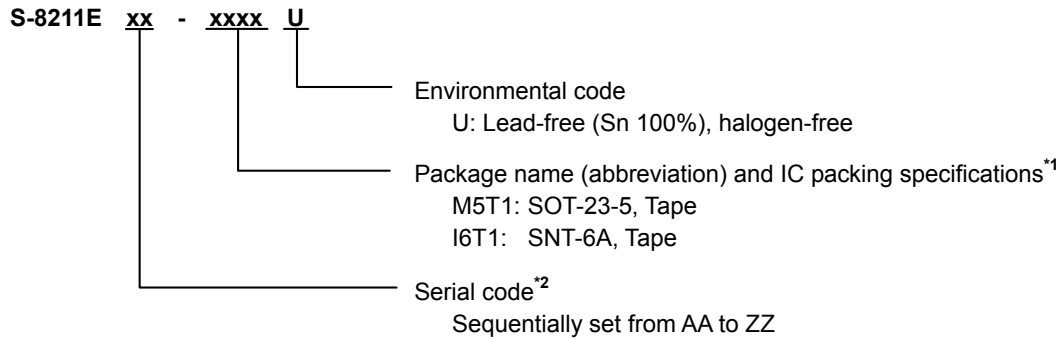 S-8211E xx - xxxx U
Environmental code
U: Lead-free (Sn 100%), halogen-free
Package name (abbreviation) and IC packing specifications*1
M5T1: SOT-23-5, Tape
I6T1: SNT-6A, Tape
Serial code*2
Sequentially set from AA to ZZ